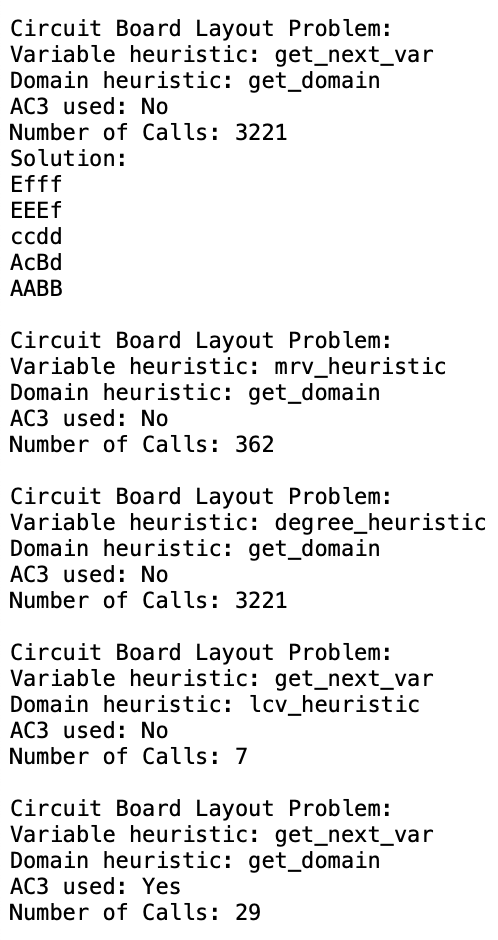 Circuit Board Layout Problem:
Variable heuristic: get_next_var
Domain heuristic: get_domain
AC3 used: No
Number of Calls: 3221
Solution:
Efff
EEEf
ccdd
AcBd
AABB
Circuit Board Layout Problem:
Variable heuristic: mrv_heuristic
Domain heuristic: get_domain
AC3 used: No
Number of Calls: 362
Circuit Board Layout Problem:
Variable heuristic: degree_heuristic
Domain heuristic: get_domain
AC3 used: No
Number of Calls: 3221
Circuit Board Layout Problem:
Variable heuristic: get_next_var
Domain heuristic: lcv_heuristic
AC3 used: No
Number of Calls: 7
Circuit Board Layout Problem:
Variable heuristic: get_next_var
Domain heuristic: get_domain
AC3 used: Yes
Number of Calls: 29